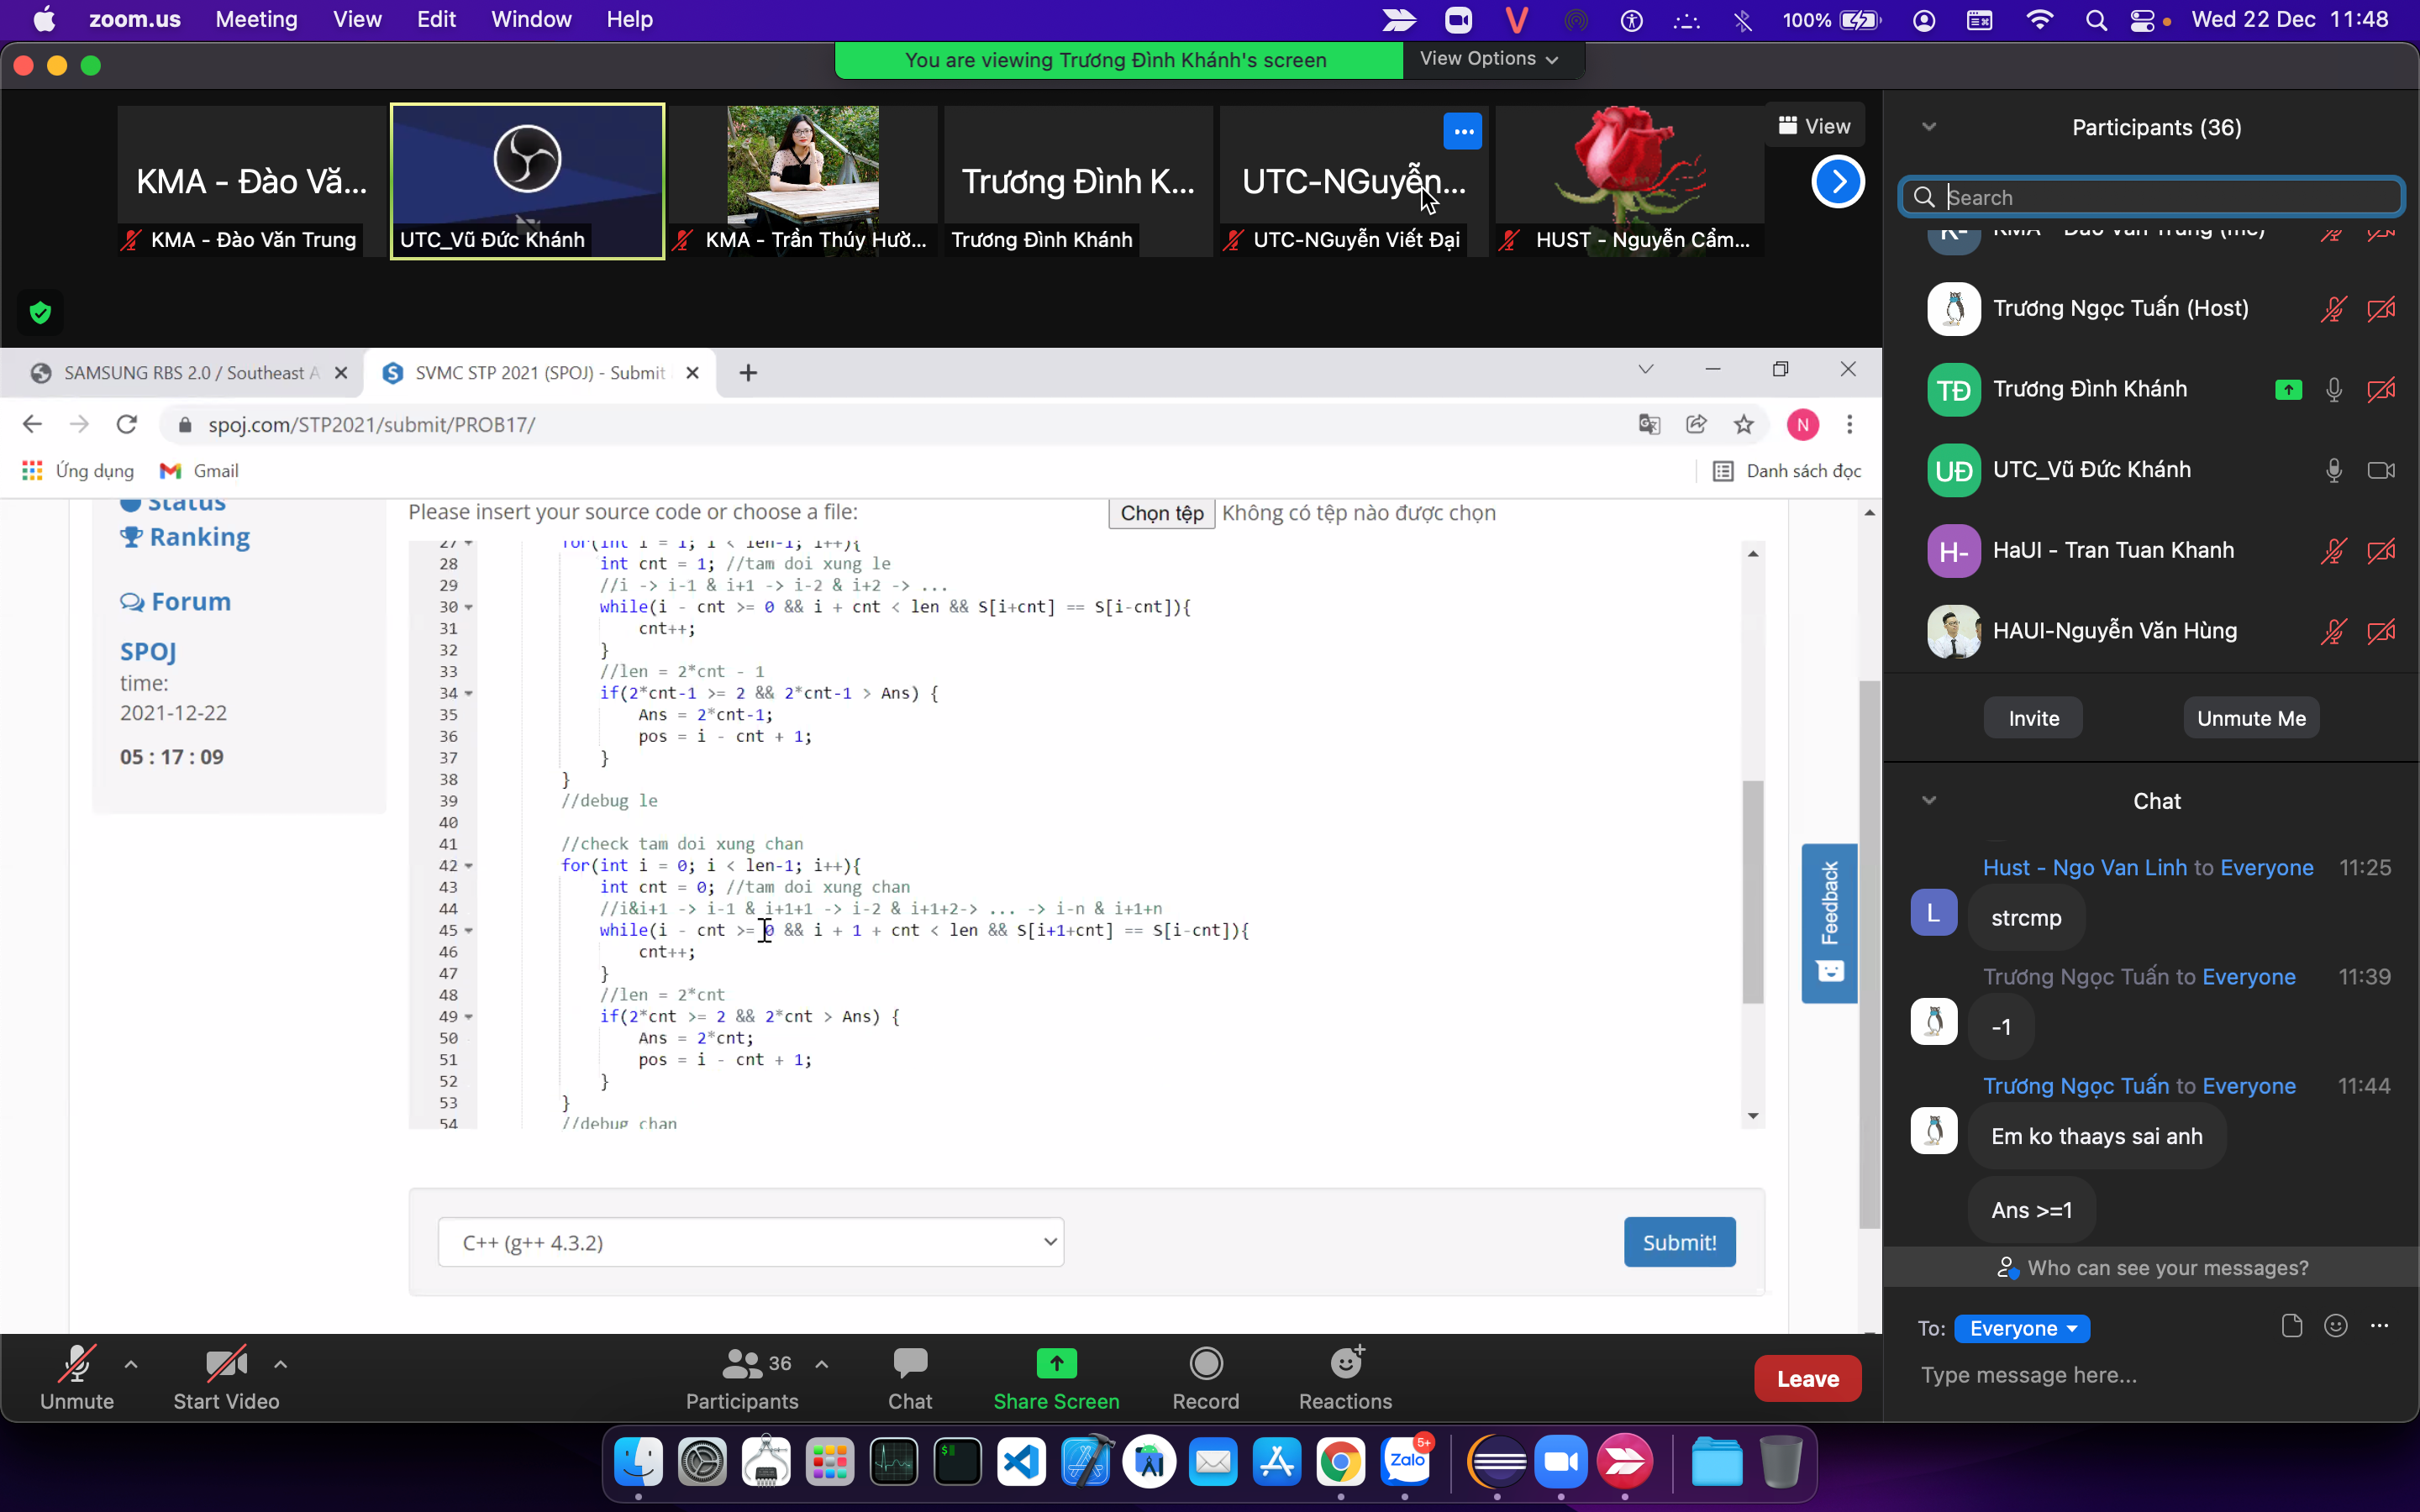 zoom.us Meeting View Edit Window Help 100% Wed 22 Dec 11:48
You are viewing Trương Đình Khánh's screen View Options
KMA - Đào Vă... Trương Đình K... UTC-NGuyễn... View
KMA - Đào Văn Trung UTC_Vũ Đức Khánh KMA - Trần Thúy Hườ... Trương Đình Khánh UTC-NGuyễn Viết Đại HUST - Nguyễn Cẩm...
SAMSUNG RBS 2.0 / Southeast A SVMC STP 2021 (SPOJ) - Submit
spoj.com/STP2021/submit/PROB17/ N
Ứng dụng Gmail Danh sách đọc
Status
Ranking
Forum
SPOJ
time:
2021-12-22
05 : 17 : 09
Please insert your source code or choose a file: Chọn tệp Không có tệp nào được chọn
27 for(int i = 1; i < len-1; i++){
28 int cnt = 1; //tam doi xung le
29 //i -> i-1 & i+1 -> i-2 & i+2 -> ...
30 while(i - cnt >= 0 && i + cnt < len && S[i+cnt] == S[i-cnt]){
31 cnt++;
32 }
33 //len = 2*cnt - 1
34 if(2*cnt-1 >= 2 && 2*cnt-1 > Ans) {
35 Ans = 2*cnt-1;
36 pos = i - cnt + 1;
37 }
38 }
39 //debug le
40
41 //check tam doi xung chan
42 for(int i = 0; i < len-1; i++){
43 int cnt = 0; //tam doi xung chan
44 //i&i+1 -> i-1 & i+1+1 -> i-2 & i+1+2-> ... -> i-n & i+1+n
45 while(i - cnt >= 0 && i + 1 + cnt < len && S[i+1+cnt] == S[i-cnt]){
46 cnt++;
47 }
48 //len = 2*cnt
49 if(2*cnt >= 2 && 2*cnt > Ans) {
50 Ans = 2*cnt;
51 pos = i - cnt + 1;
52 }
53 }
54 //debug chan
C++ (g++ 4.3.2) Submit!
Feedback
Participants (36)
Search
K- KMA - Đào Văn Trung (me)
Trương Ngọc Tuấn (Host)
TĐ Trương Đình Khánh
UĐ UTC_Vũ Đức Khánh
H- HaUI - Tran Tuan Khanh
HAUI-Nguyễn Văn Hùng
Invite Unmute Me
Chat
Hust - Ngo Van Linh to Everyone 11:25
L strcmp
Trương Ngọc Tuấn to Everyone 11:39
-1
Trương Ngọc Tuấn to Everyone 11:44
Em ko thaays sai anh
Ans >=1
Who can see your messages?
To: Everyone
Type message here...
Unmute Start Video Participants 36 Chat Share Screen Record Reactions Leave
Zalo 5+